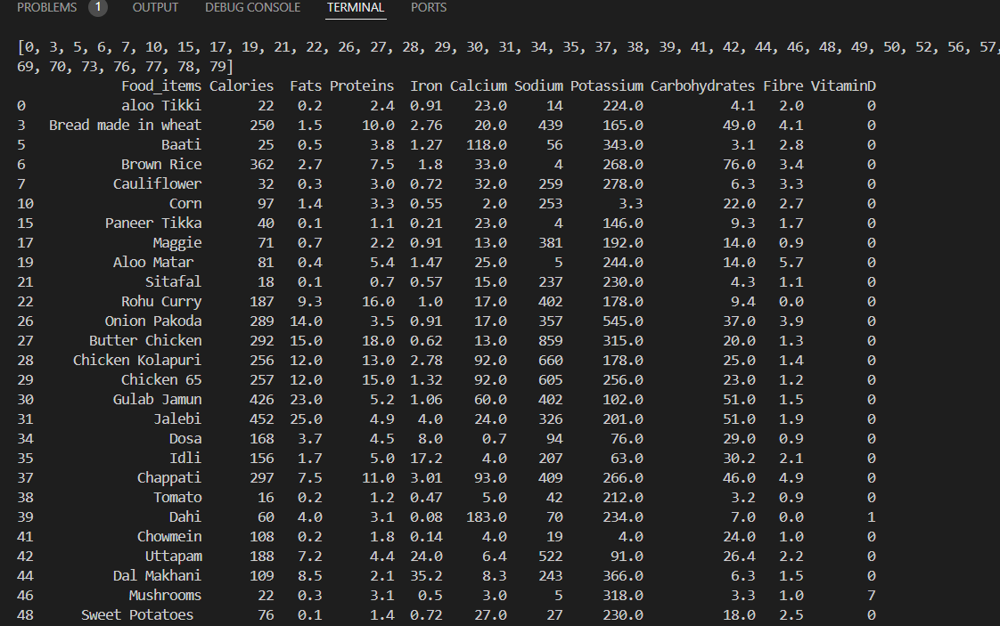 PROBLEMS 1 OUTPUT DEBUG CONSOLE TERMINAL PORTS
[0, 3, 5, 6, 7, 10, 15, 17, 19, 21, 22, 26, 27, 28, 29, 30, 31, 34, 35, 37, 38, 39, 41, 42, 44, 46, 48, 49, 50, 52, 56, 57,
69, 70, 73, 76, 77, 78, 79]
Food_items Calories Fats Proteins Iron Calcium Sodium Potassium Carbohydrates Fibre VitaminD
0 aloo Tikki 22 0.2 2.4 0.91 23.0 14 224.0 4.1 2.0 0
3 Bread made in wheat 250 1.5 10.0 2.76 20.0 439 165.0 49.0 4.1 0
5 Baati 25 0.5 3.8 1.27 118.0 56 343.0 3.1 2.8 0
6 Brown Rice 362 2.7 7.5 1.8 33.0 4 268.0 76.0 3.4 0
7 Cauliflower 32 0.3 3.0 0.72 32.0 259 278.0 6.3 3.3 0
10 Corn 97 1.4 3.3 0.55 2.0 253 3.3 22.0 2.7 0
15 Paneer Tikka 40 0.1 1.1 0.21 23.0 4 146.0 9.3 1.7 0
17 Maggie 71 0.7 2.2 0.91 13.0 381 192.0 14.0 0.9 0
19 Aloo Matar 81 0.4 5.4 1.47 25.0 5 244.0 14.0 5.7 0
21 Sitafal 18 0.1 0.7 0.57 15.0 237 230.0 4.3 1.1 0
22 Rohu Curry 187 9.3 16.0 1.0 17.0 402 178.0 9.4 0.0 0
26 Onion Pakoda 289 14.0 3.5 0.91 17.0 357 545.0 37.0 3.9 0
27 Butter Chicken 292 15.0 18.0 0.62 13.0 859 315.0 20.0 1.3 0
28 Chicken Kolapuri 256 12.0 13.0 2.78 92.0 660 178.0 25.0 1.4 0
29 Chicken 65 257 12.0 15.0 1.32 92.0 605 256.0 23.0 1.2 0
30 Gulab Jamun 426 23.0 5.2 1.06 60.0 402 102.0 51.0 1.5 0
31 Jalebi 452 25.0 4.9 4.0 24.0 326 201.0 51.0 1.9 0
34 Dosa 168 3.7 4.5 8.0 0.7 94 76.0 29.0 0.9 0
35 Idli 156 1.7 5.0 17.2 4.0 207 63.0 30.2 2.1 0
37 Chappati 297 7.5 11.0 3.01 93.0 409 266.0 46.0 4.9 0
38 Tomato 16 0.2 1.2 0.47 5.0 42 212.0 3.2 0.9 0
39 Dahi 60 4.0 3.1 0.08 183.0 70 234.0 7.0 0.0 1
41 Chowmein 108 0.2 1.8 0.14 4.0 19 4.0 24.0 1.0 0
42 Uttapam 188 7.2 4.4 24.0 6.4 522 91.0 26.4 2.2 0
44 Dal Makhani 109 8.5 2.1 35.2 8.3 243 366.0 6.3 1.5 0
46 Mushrooms 22 0.3 3.1 0.5 3.0 5 318.0 3.3 1.0 7
48 Sweet Potatoes 76 0.1 1.4 0.72 27.0 27 230.0 18.0 2.5 0